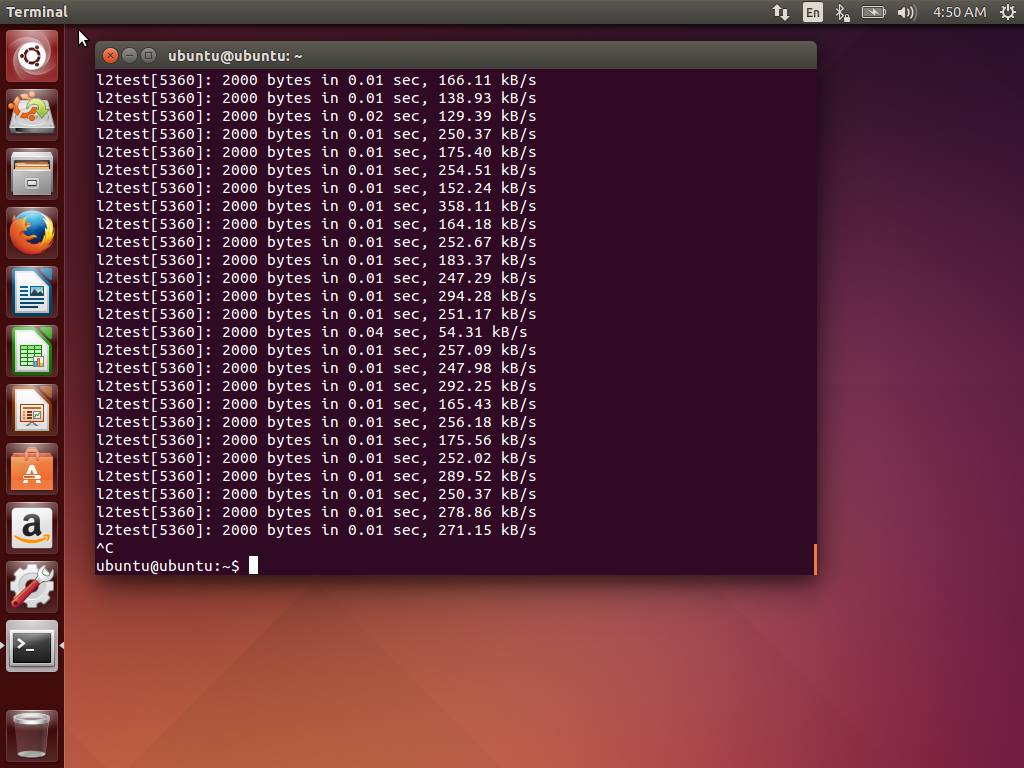 Terminal
En
4:50 AM
ubuntu@ubuntu: ~
l2test[5360]: 2000 bytes in 0.01 sec, 166.11 kB/s
l2test[5360]: 2000 bytes in 0.01 sec, 138.93 kB/s
l2test[5360]: 2000 bytes in 0.02 sec, 129.39 kB/s
l2test[5360]: 2000 bytes in 0.01 sec, 250.37 kB/s
l2test[5360]: 2000 bytes in 0.01 sec, 175.40 kB/s
l2test[5360]: 2000 bytes in 0.01 sec, 254.51 kB/s
l2test[5360]: 2000 bytes in 0.01 sec, 152.24 kB/s
l2test[5360]: 2000 bytes in 0.01 sec, 358.11 kB/s
l2test[5360]: 2000 bytes in 0.01 sec, 164.18 kB/s
l2test[5360]: 2000 bytes in 0.01 sec, 252.67 kB/s
l2test[5360]: 2000 bytes in 0.01 sec, 183.37 kB/s
l2test[5360]: 2000 bytes in 0.01 sec, 247.29 kB/s
l2test[5360]: 2000 bytes in 0.01 sec, 294.28 kB/s
l2test[5360]: 2000 bytes in 0.01 sec, 251.17 kB/s
l2test[5360]: 2000 bytes in 0.04 sec, 54.31 kB/s
l2test[5360]: 2000 bytes in 0.01 sec, 257.09 kB/s
l2test[5360]: 2000 bytes in 0.01 sec, 247.98 kB/s
l2test[5360]: 2000 bytes in 0.01 sec, 292.25 kB/s
l2test[5360]: 2000 bytes in 0.01 sec, 165.43 kB/s
l2test[5360]: 2000 bytes in 0.01 sec, 256.18 kB/s
l2test[5360]: 2000 bytes in 0.01 sec, 175.56 kB/s
l2test[5360]: 2000 bytes in 0.01 sec, 252.02 kB/s
l2test[5360]: 2000 bytes in 0.01 sec, 289.52 kB/s
l2test[5360]: 2000 bytes in 0.01 sec, 250.37 kB/s
l2test[5360]: 2000 bytes in 0.01 sec, 278.86 kB/s
l2test[5360]: 2000 bytes in 0.01 sec, 271.15 kB/s
^C
ubuntu@ubuntu:~$